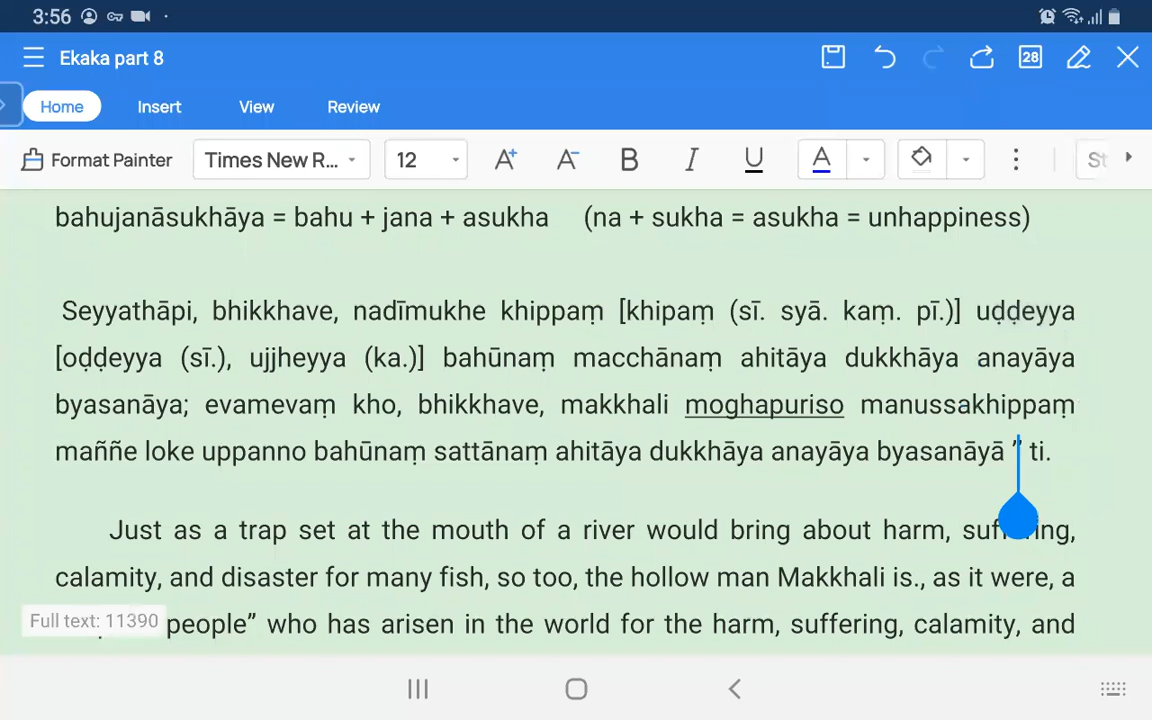 3:56
Ekaka part 8
28
Home Insert View Review
Format Painter Times New R... 12 A+ A- B I U A St
bahujanāsukhāya = bahu + jana + asukha (na + sukha = asukha = unhappiness)
Seyyathāpi, bhikkhave, nadīmukhe khippaṃ [khipaṃ (sī. syā. kaṃ. pī.)] uḍḍeyya
[oḍḍeyya (sī.), ujjheyya (ka.)] bahūnaṃ macchānaṃ ahitāya dukkhāya anayāya
byasanāya; evamevaṃ kho, bhikkhave, makkhali moghapuriso manussakhippaṃ
maññe loke uppanno bahūnaṃ sattānaṃ ahitāya dukkhāya anayāya byasanāyā ” ti.
Just as a trap set at the mouth of a river would bring about harm, suffering,
calamity, and disaster for many fish, so too, the hollow man Makkhali is., as it were, a
people” who has arisen in the world for the harm, suffering, calamity, and
Full text: 11390